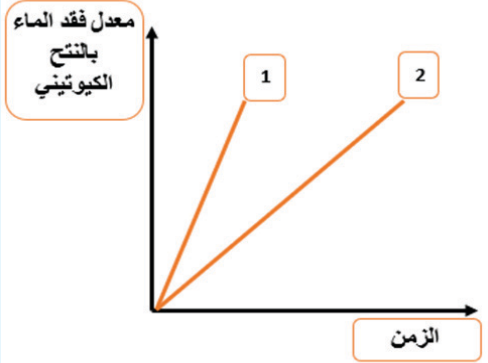 معدل فقد الماء
بالنتح
الكيوتيني
1
2
الزمن